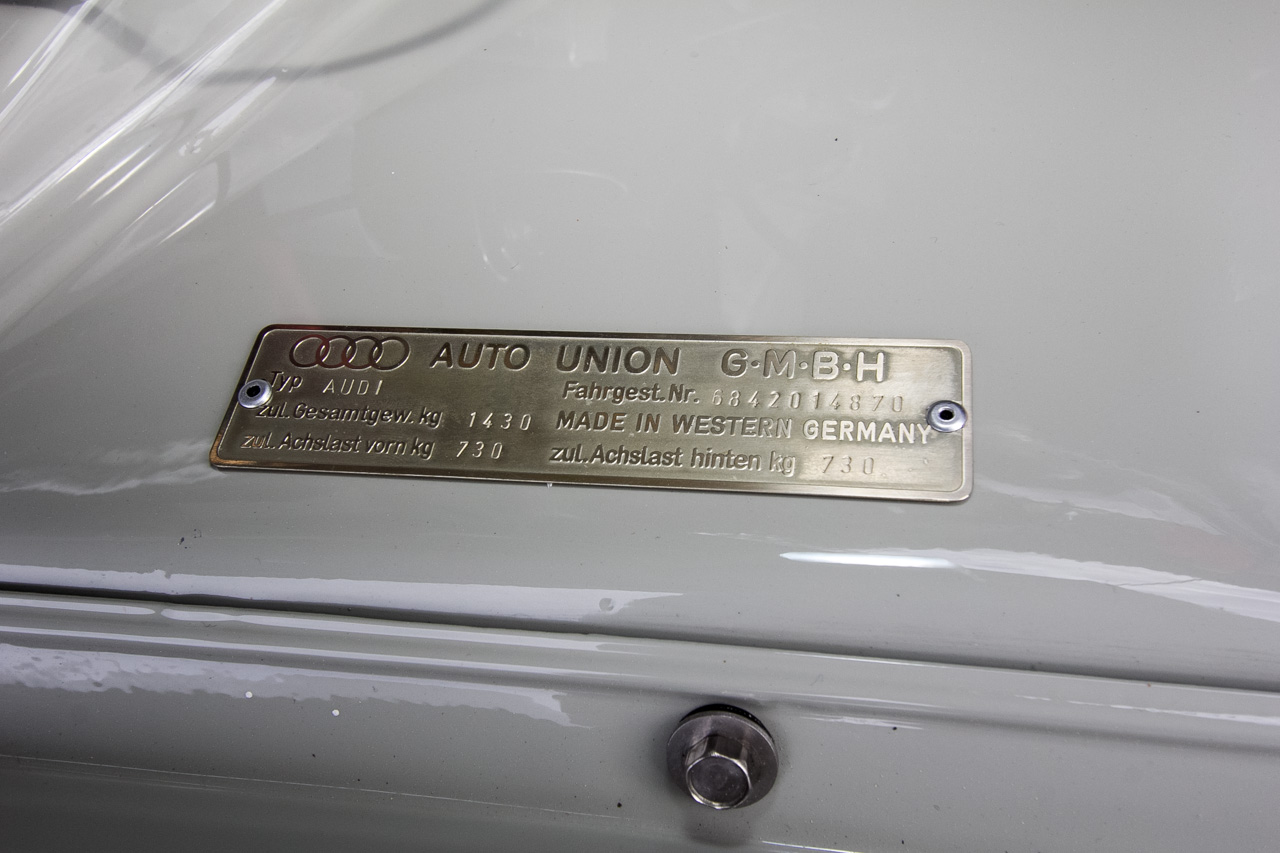 AUTO UNION G·M·B·H
Typ AUDI Fahrgest.Nr. 6842014870
zul.Gesamtgew.kg 1430 MADE IN WESTERN GERMANY
zul.Achslast vorn kg 730 zul.Achslast hinten kg 730